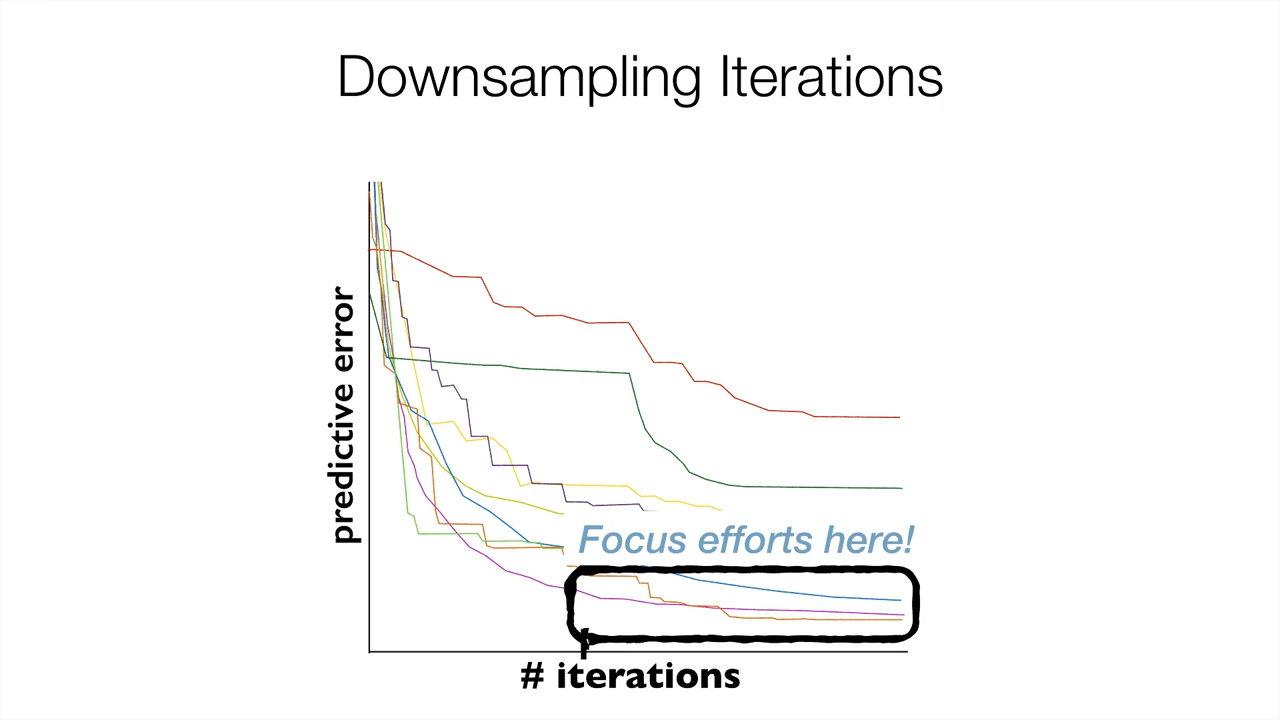 Downsampling Iterations
predictive error
Focus efforts here!
# iterations